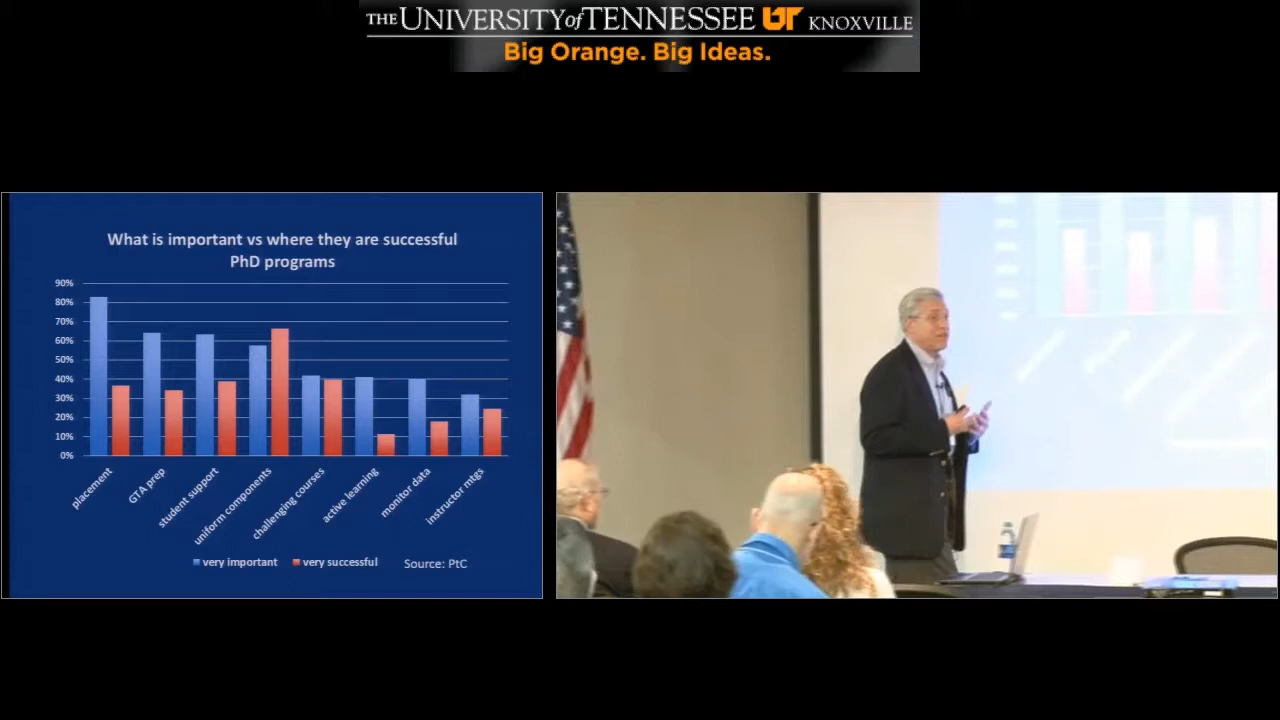 THE UNIVERSITY of TENNESSEE UT KNOXVILLE
Big Orange. Big Ideas.
What is important vs where they are successful
PhD programs
90%
80%
70%
60%
50%
40%
30%
20%
10%
0%
placement
GTA prep
student support
uniform components
challenging courses
active learning
monitor data
instructor mtgs
very important
very successful
Source: PtC